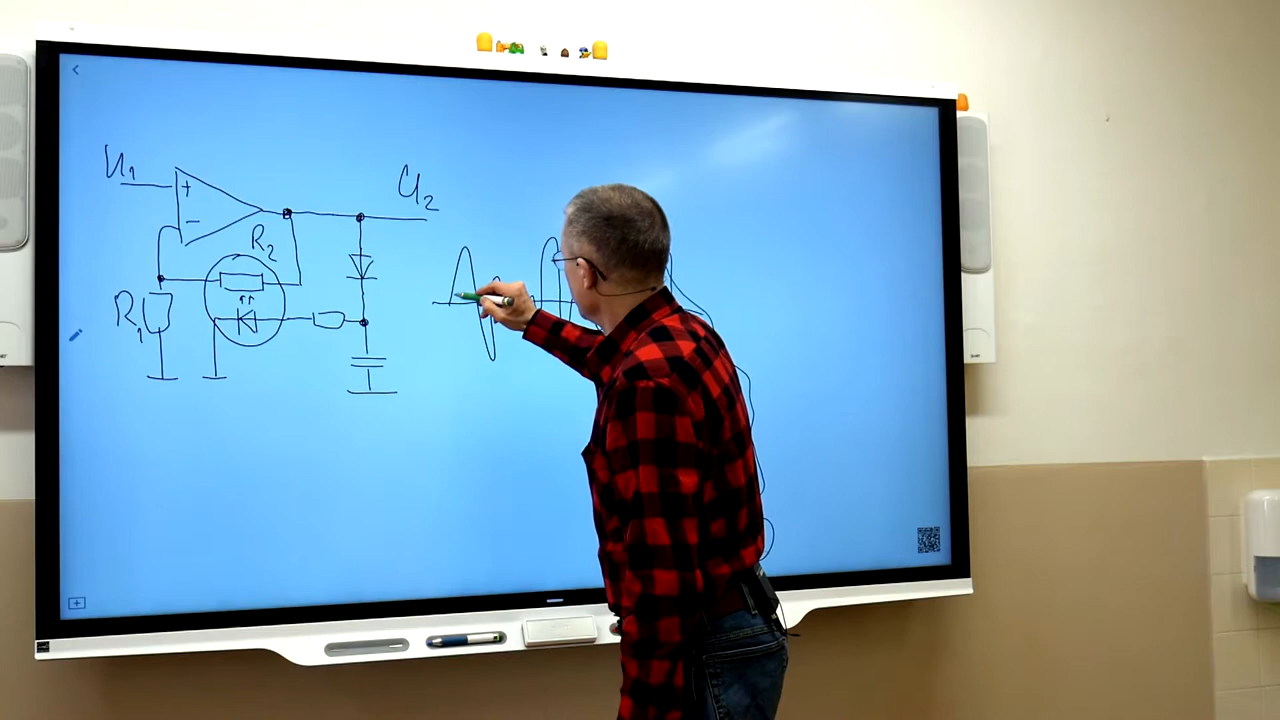 U₁
+
−
U₂
R₂
R₁